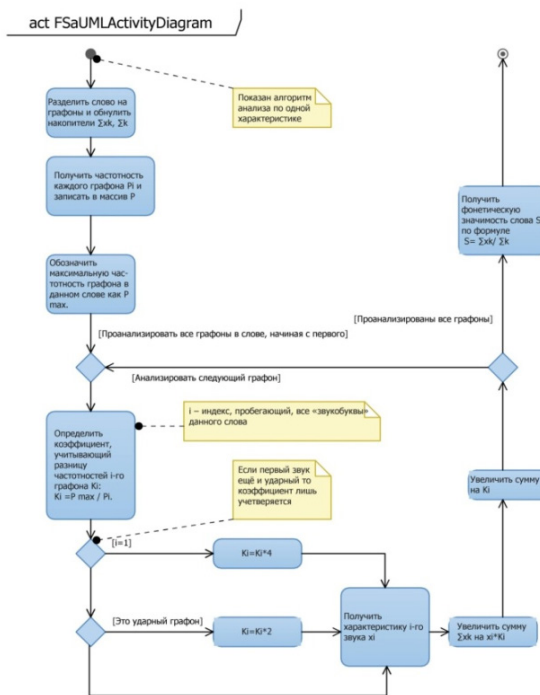 act FSaUMLActivityDiagram
Разделить слово на
графоны и обнулить
накопители Σxk, Σk
Показан алгоритм
анализа по одной
характеристике
Получить частотность
каждого графона Pi и
записать в массив P
Получить
фонетическую
значимость слова S
по формуле
S= Σxk/ Σk
Обозначить
максимальную час-
тотность графона в
данном слове как P
max.
[Проанализированы все графоны]
[Проанализировать все графоны в слове, начиная с первого]
[Анализировать следующий графон]
i – индекс, пробегающий, все «звукобуквы»
данного слова
Определить
коэффициент,
учитывающий
разницу
частотностей i-го
графона Ki:
Ki =P max / Pi.
Если первый звук
ещё и ударный то
коэффициент лишь
учетверяется
Увеличить сумму
на Ki
[i=1]
Ki=Ki*4
[Это ударный графон]
Ki=Ki*2
Получить
характеристику i-го
звука xi
Увеличить сумму
Σxk на xi*Ki